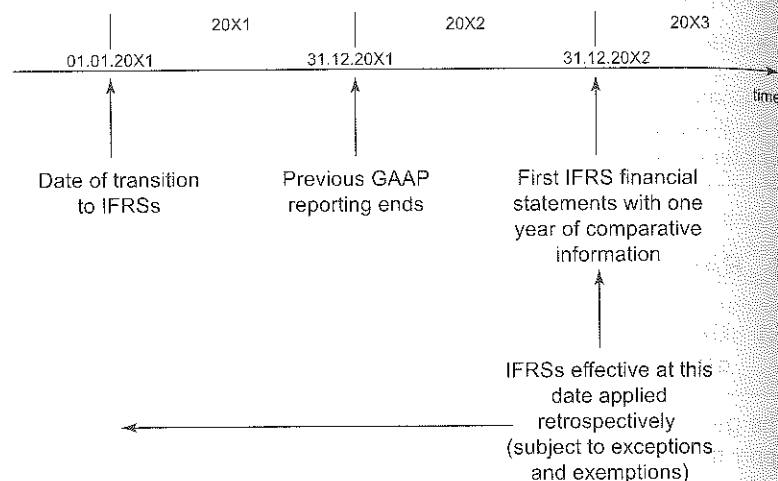 20X1 20X2 20X3
01.01.20X1 31.12.20X1 31.12.20X2
time
Date of transition
to IFRSs
Previous GAAP
reporting ends
First IFRS financial
statements with one
year of comparative
information
IFRSs effective at this
date applied
retrospectively
(subject to exceptions
and exemptions)